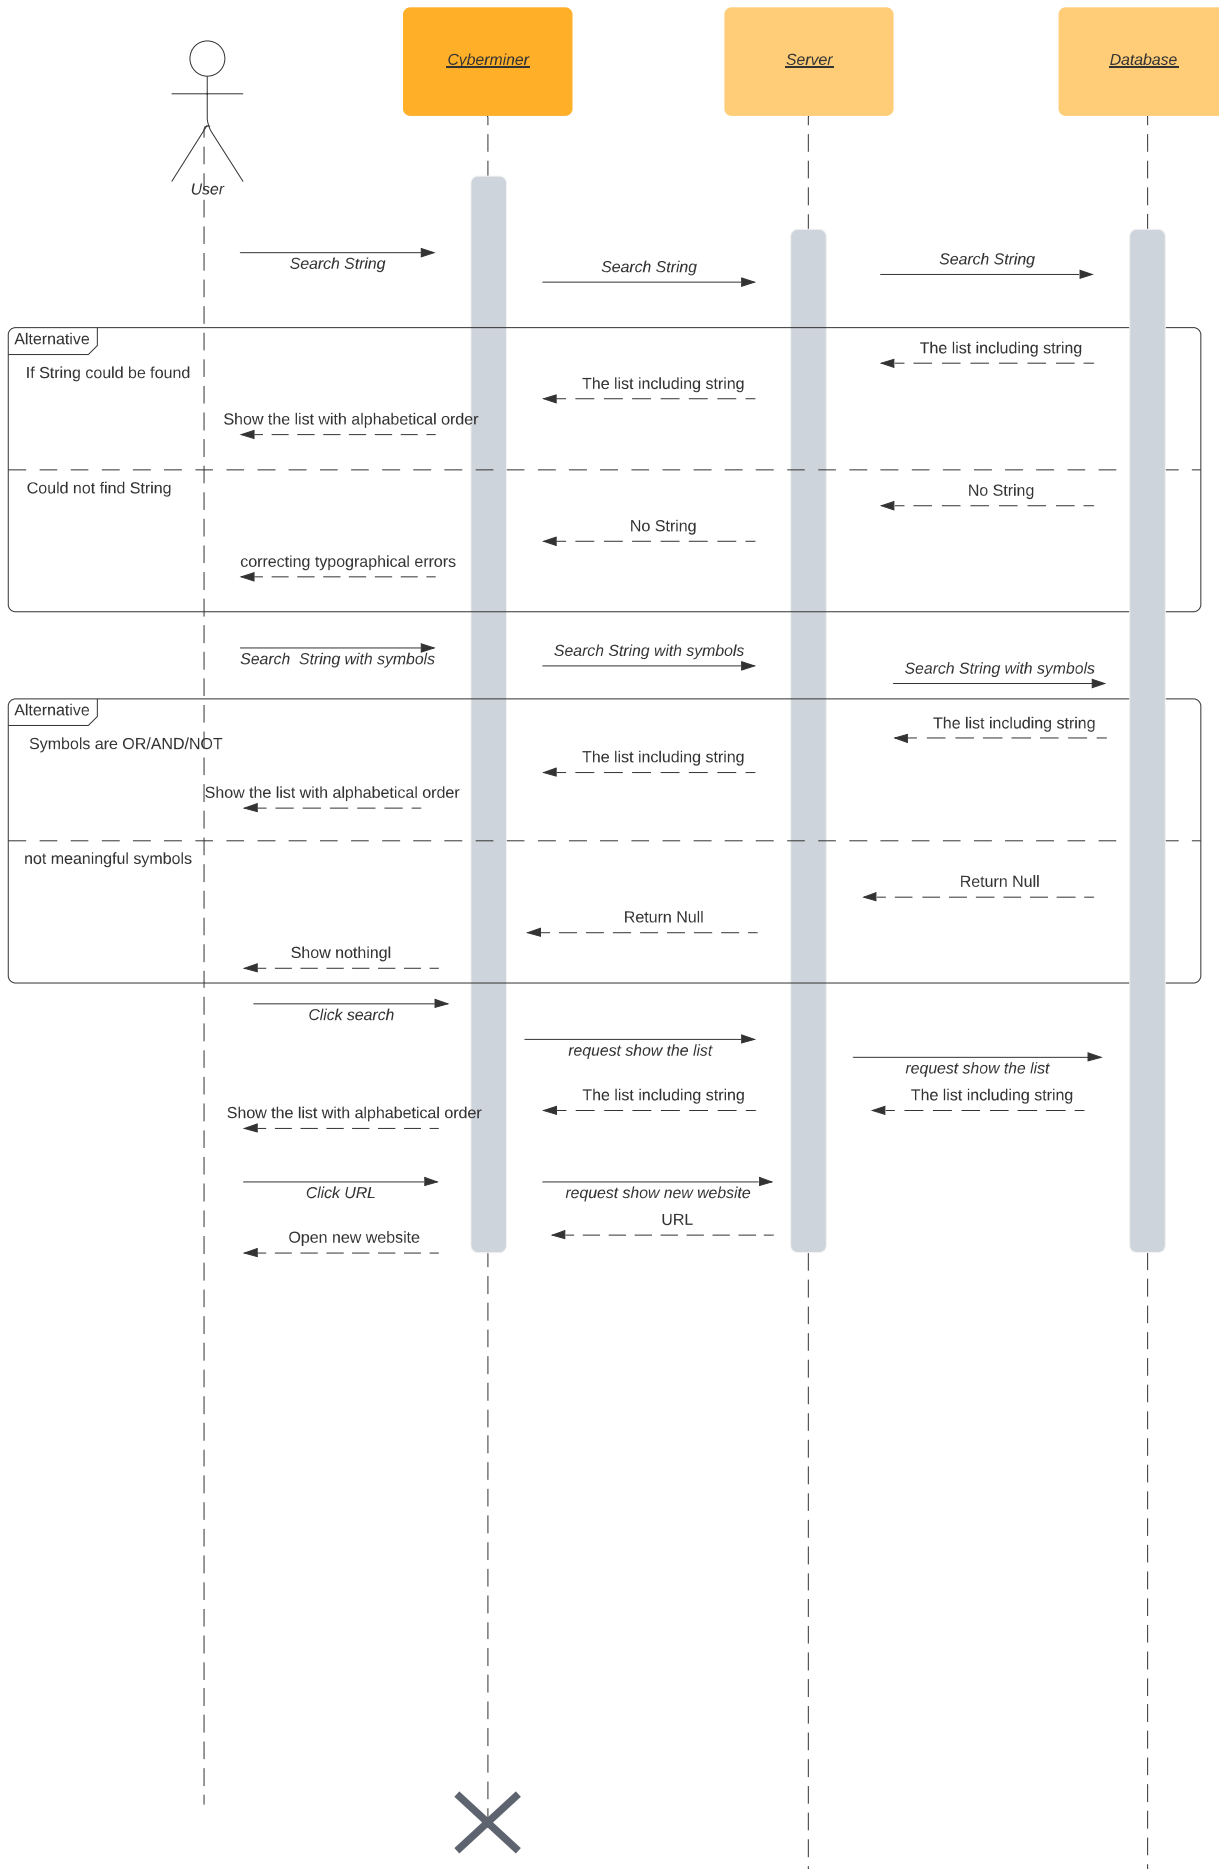 Cyberminer
Server
Database
User
Search String
Search String
Search String
Alternative
The list including string
If String could be found
The list including string
Show the list with alphabetical order
Could not find String
No String
No String
correcting typographical errors
Search String with symbols
Search String with symbols
Search String with symbols
Alternative
The list including string
Symbols are OR/AND/NOT
The list including string
Show the list with alphabetical order
not meaningful symbols
Return Null
Return Null
Show nothingl
Click search
request show the list
request show the list
The list including string
The list including string
Show the list with alphabetical order
Click URL
request show new website
URL
Open new website